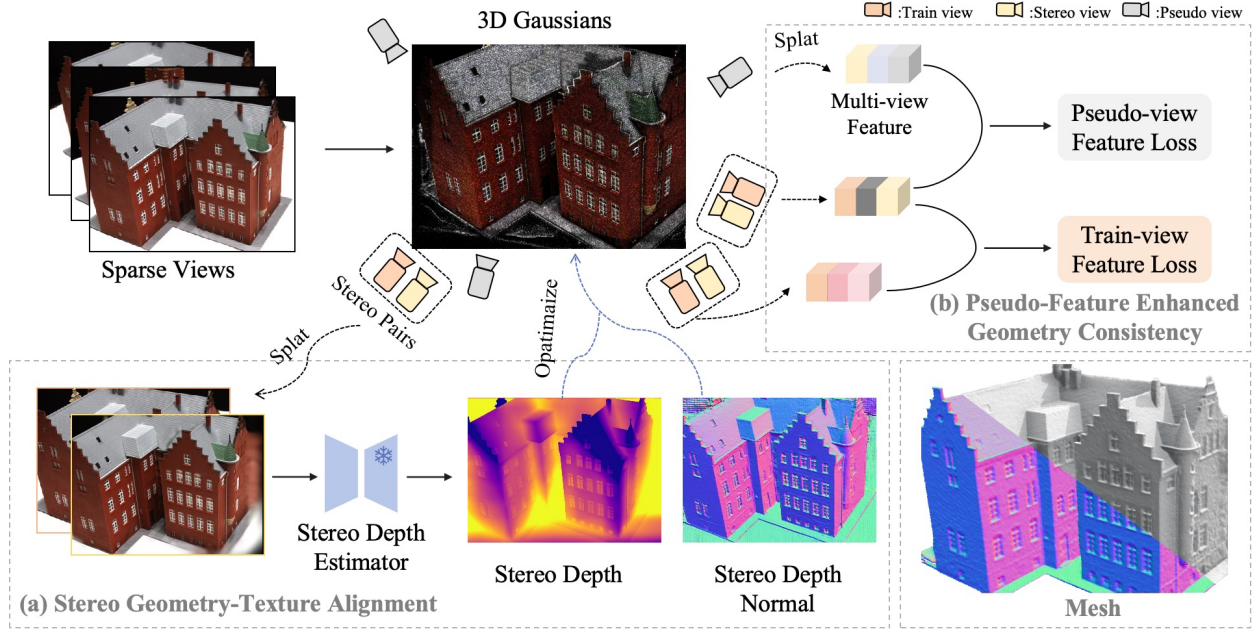 :Train view :Stereo view :Pseudo view
3D Gaussians
Splat
Multi-view
Feature
Pseudo-view
Feature Loss
Train-view
Feature Loss
(b) Pseudo-Feature Enhanced
Geometry Consistency
Sparse Views
Stereo Pairs
Splat
Opatimaize
Stereo Depth
Estimator
Stereo Depth
Stereo Depth
Normal
(a) Stereo Geometry-Texture Alignment
Mesh